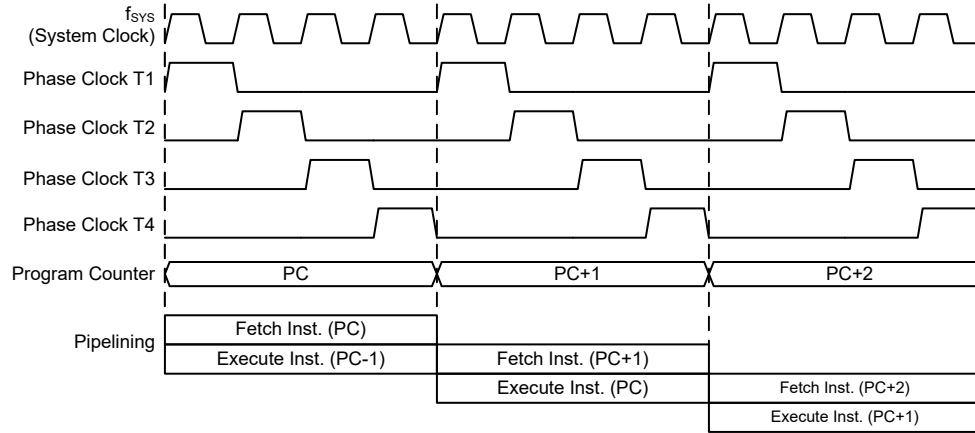 fSYS
(System Clock)
Phase Clock T1
Phase Clock T2
Phase Clock T3
Phase Clock T4
Program Counter
PC
PC+1
PC+2
Pipelining
Fetch Inst. (PC)
Execute Inst. (PC-1)
Fetch Inst. (PC+1)
Execute Inst. (PC)
Fetch Inst. (PC+2)
Execute Inst. (PC+1)